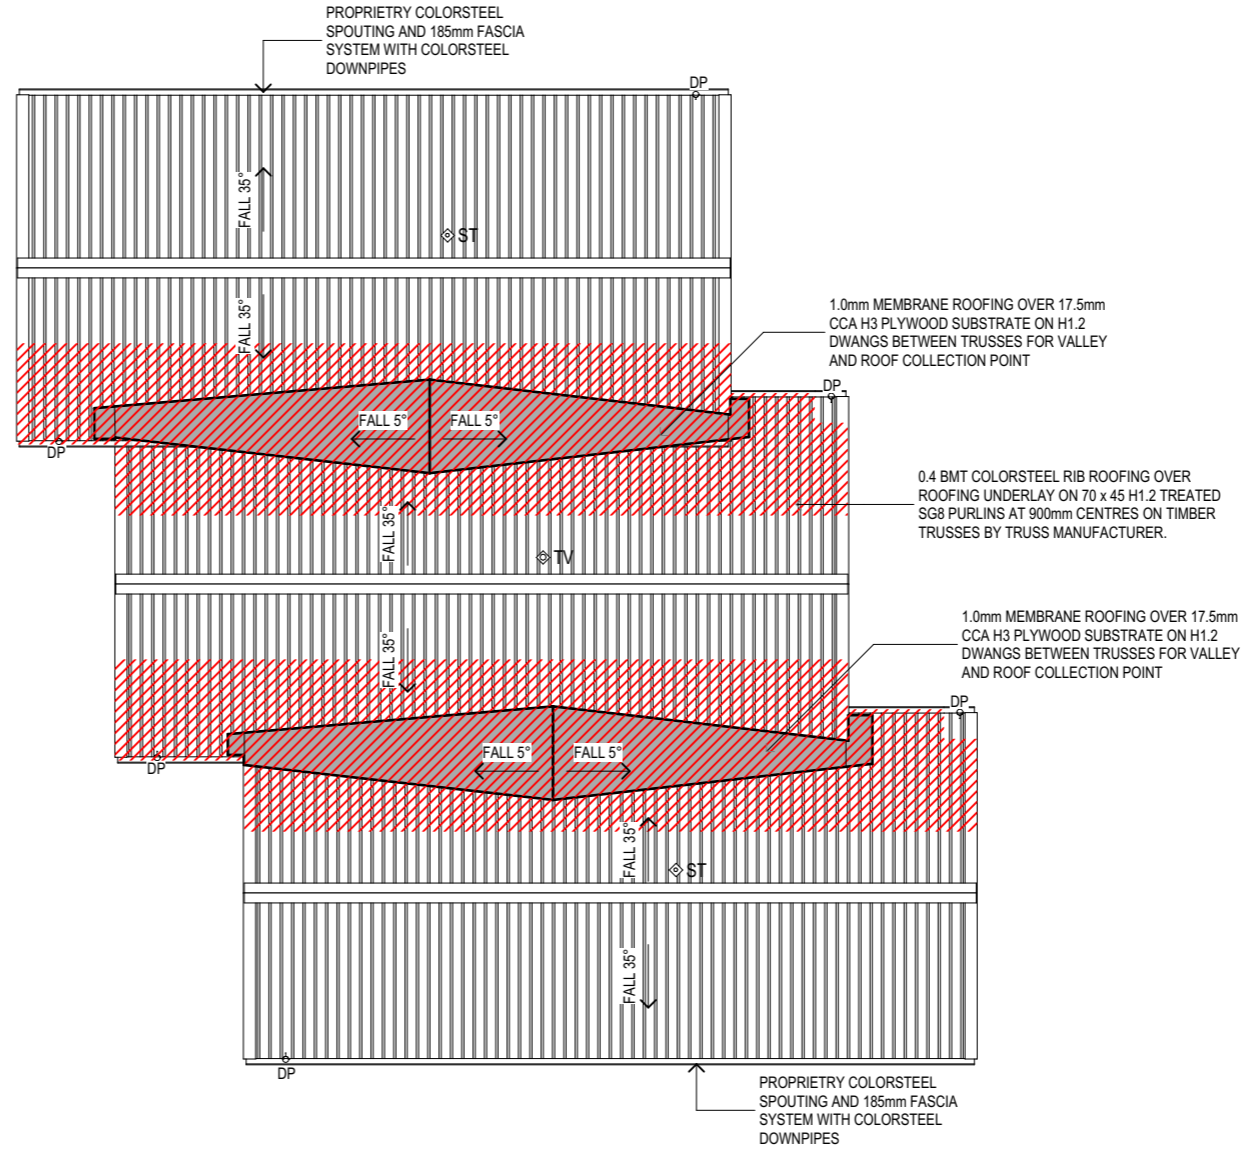 PROPRIETRY COLORSTEEL
SPOUTING AND 185mm FASCIA
SYSTEM WITH COLORSTEEL
DOWNPIPES
DP
FALL 35°
ST
FALL 35°
1.0mm MEMBRANE ROOFING OVER 17.5mm
CCA H3 PLYWOOD SUBSTRATE ON H1.2
DWANGS BETWEEN TRUSSES FOR VALLEY
AND ROOF COLLECTION POINT
DP
FALL 5°
FALL 5°
DP
0.4 BMT COLORSTEEL RIB ROOFING OVER
ROOFING UNDERLAY ON 70 x 45 H1.2 TREATED
SG8 PURLINS AT 900mm CENTRES ON TIMBER
TRUSSES BY TRUSS MANUFACTURER.
FALL 35°
TV
FALL 35°
1.0mm MEMBRANE ROOFING OVER 17.5mm
CCA H3 PLYWOOD SUBSTRATE ON H1.2
DWANGS BETWEEN TRUSSES FOR VALLEY
AND ROOF COLLECTION POINT
DP
FALL 5°
FALL 5°
DP
FALL 35°
ST
FALL 35°
DP
PROPRIETRY COLORSTEEL
SPOUTING AND 185mm FASCIA
SYSTEM WITH COLORSTEEL
DOWNPIPES